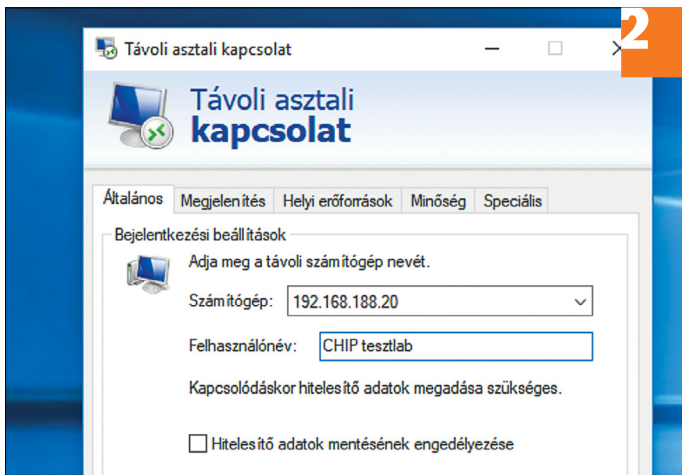 2
Távoli asztali kapcsolat
Távoli asztali
kapcsolat
Általános Megjelenítés Helyi erőforrások Minőség Speciális
Bejelentkezési beállítások
Adja meg a távoli számítógép nevét.
Számítógép: 192.168.188.20
Felhasználónév: CHIP tesztlab
Kapcsolódáskor hitelesítő adatok megadása szükséges.
Hitelesítő adatok mentésének engedélyezése